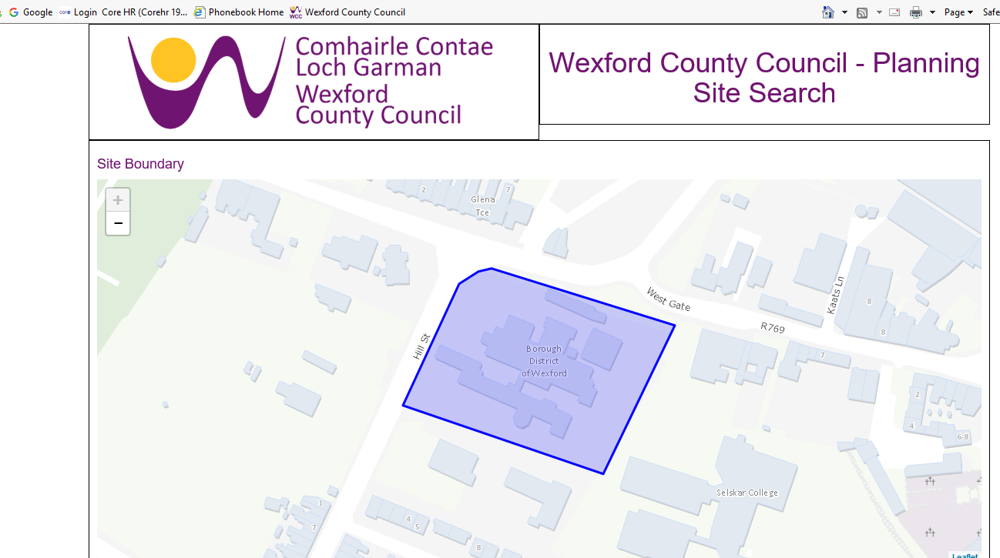 Google
core Login
Core HR (Corehr 19...
Phonebook Home
WCC Wexford County Council
Page
Safe
Comhairle Contae
Loch Garman
Wexford
County Council
Wexford County Council - Planning
Site Search
Site Boundary
+
−
2
7
Glena
Tce
West Gate
Kaats Ln
8
R769
8
Hill St
Borough
District
of Wexford
7
2
4
6-8
Selskar College
1
7
4
5
8
Leaflet